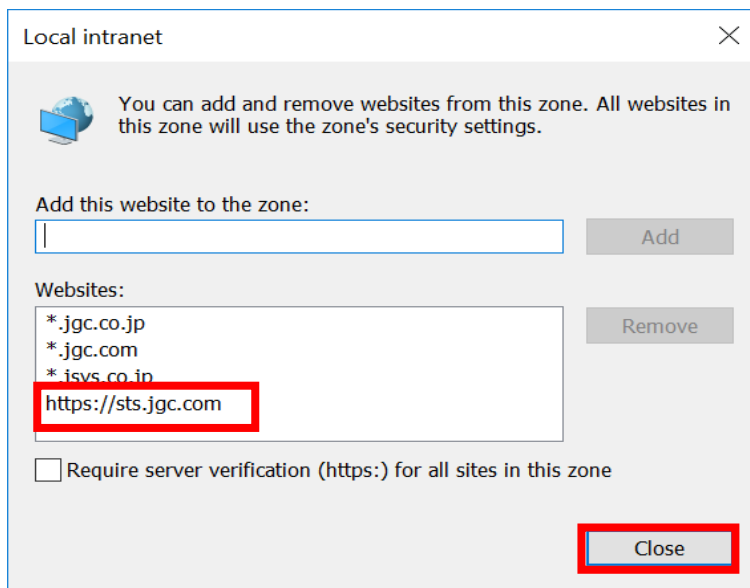 Local intranet
You can add and remove websites from this zone. All websites in
this zone will use the zone's security settings.
Add this website to the zone:
Add
Websites:
*.jgc.co.jp
*.jgc.com
*.jsys.co.jp
https://sts.jgc.com
Remove
Require server verification (https:) for all sites in this zone
Close